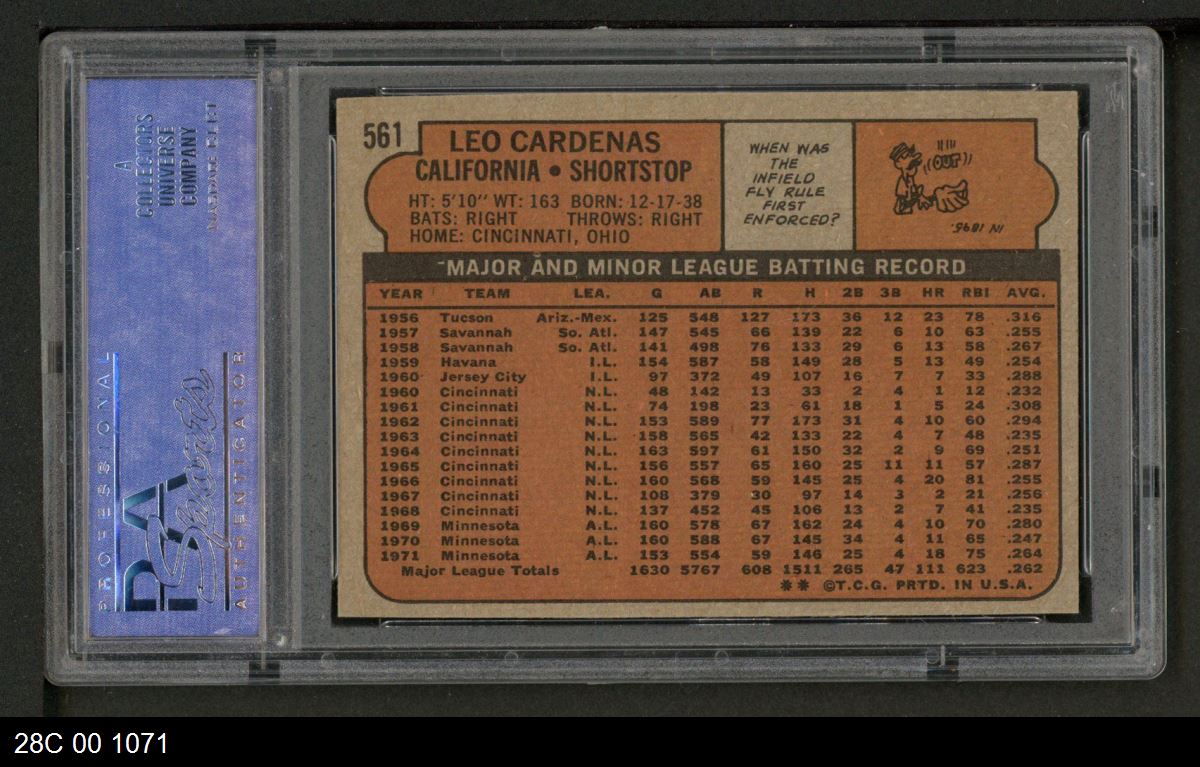 A
COLLECTORS
UNIVERSE
COMPANY
PROFESSIONAL
PSA
Sports
AUTHENTICATOR
561
LEO CARDENAS
CALIFORNIA • SHORTSTOP
HT: 5'10" WT: 163 BORN: 12-17-38
BATS: RIGHT THROWS: RIGHT
HOME: CINCINNATI, OHIO
WHEN WAS
THE
INFIELD
FLY RULE
FIRST
ENFORCED?
OUT
IN 1895.
MAJOR AND MINOR LEAGUE BATTING RECORD
YEAR TEAM LEA. G AB R H 2B 3B HR RBI AVG.
1956 Tucson Ariz.-Mex. 125 548 127 173 36 12 23 78 .316
1957 Savannah So. Atl. 147 545 66 139 22 6 10 63 .255
1958 Savannah So. Atl. 141 498 76 133 29 6 13 58 .267
1959 Havana I.L. 154 587 58 149 28 5 13 49 .254
1960 Jersey City I.L. 97 372 49 107 16 7 7 33 .288
1960 Cincinnati N.L. 48 142 13 33 2 4 1 12 .232
1961 Cincinnati N.L. 74 198 23 61 18 1 5 24 .308
1962 Cincinnati N.L. 153 589 77 173 31 4 10 60 .294
1963 Cincinnati N.L. 158 565 42 133 22 4 7 48 .235
1964 Cincinnati N.L. 163 597 61 150 32 2 9 69 .251
1965 Cincinnati N.L. 156 557 65 160 25 11 11 57 .287
1966 Cincinnati N.L. 160 568 59 145 25 4 20 81 .255
1967 Cincinnati N.L. 108 379 30 97 14 3 2 21 .256
1968 Cincinnati N.L. 137 452 45 106 13 2 7 41 .235
1969 Minnesota A.L. 160 578 67 162 24 4 10 70 .280
1970 Minnesota A.L. 160 588 67 145 34 4 11 65 .247
1971 Minnesota A.L. 153 554 59 146 25 4 18 75 .264
Major League Totals 1630 5767 608 1511 265 47 111 623 .262
** ©T.C.G. PRTD. IN U.S.A.
28C 00 1071